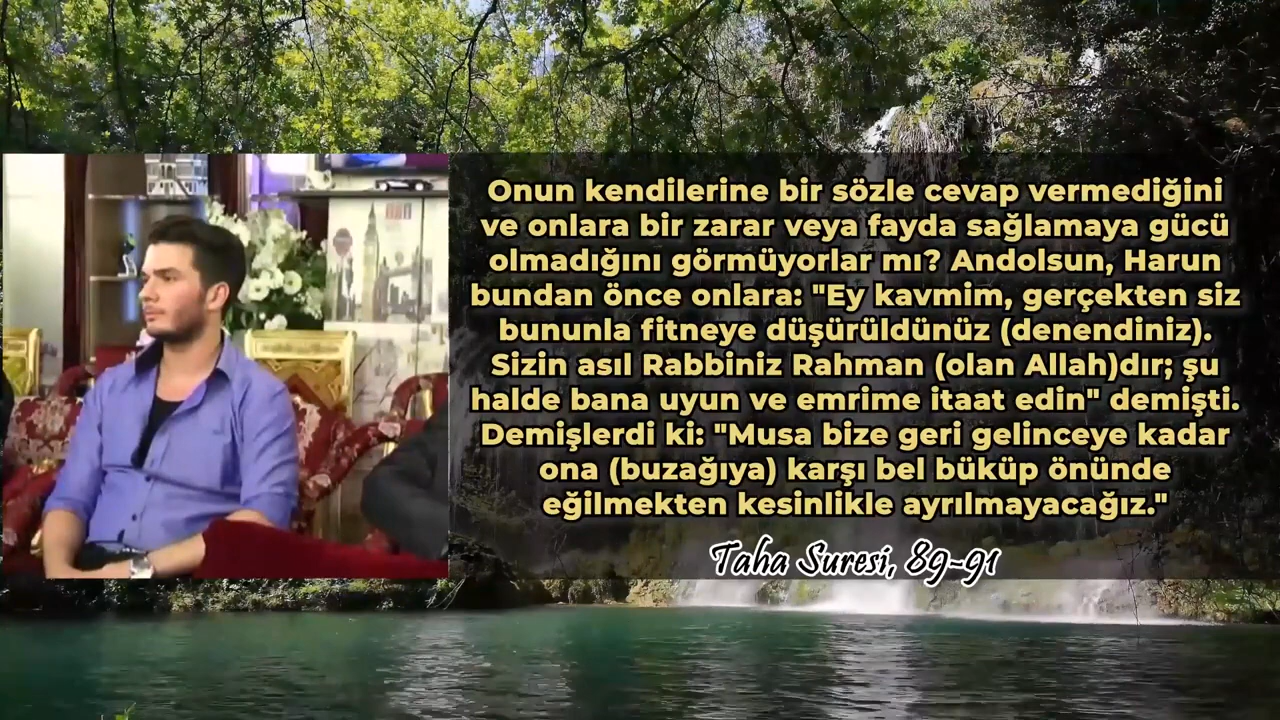 Onun kendilerine bir sözle cevap vermediğini
ve onlara bir zarar veya fayda sağlamaya gücü
olmadığını görmüyorlar mı? Andolsun, Harun
bundan önce onlara: "Ey kavmim, gerçekten siz
bununla fitneye düşürüldünüz (denendiniz).
Sizin asıl Rabbiniz Rahman (olan Allah)dır; şu
halde bana uyun ve emrime itaat edin" demişti.
Demişlerdi ki: "Musa bize geri gelinceye kadar
ona (buzağıya) karşı bel büküp önünde
eğilmekten kesinlikle ayrılmayacağız."
Taha Suresi, 89-91